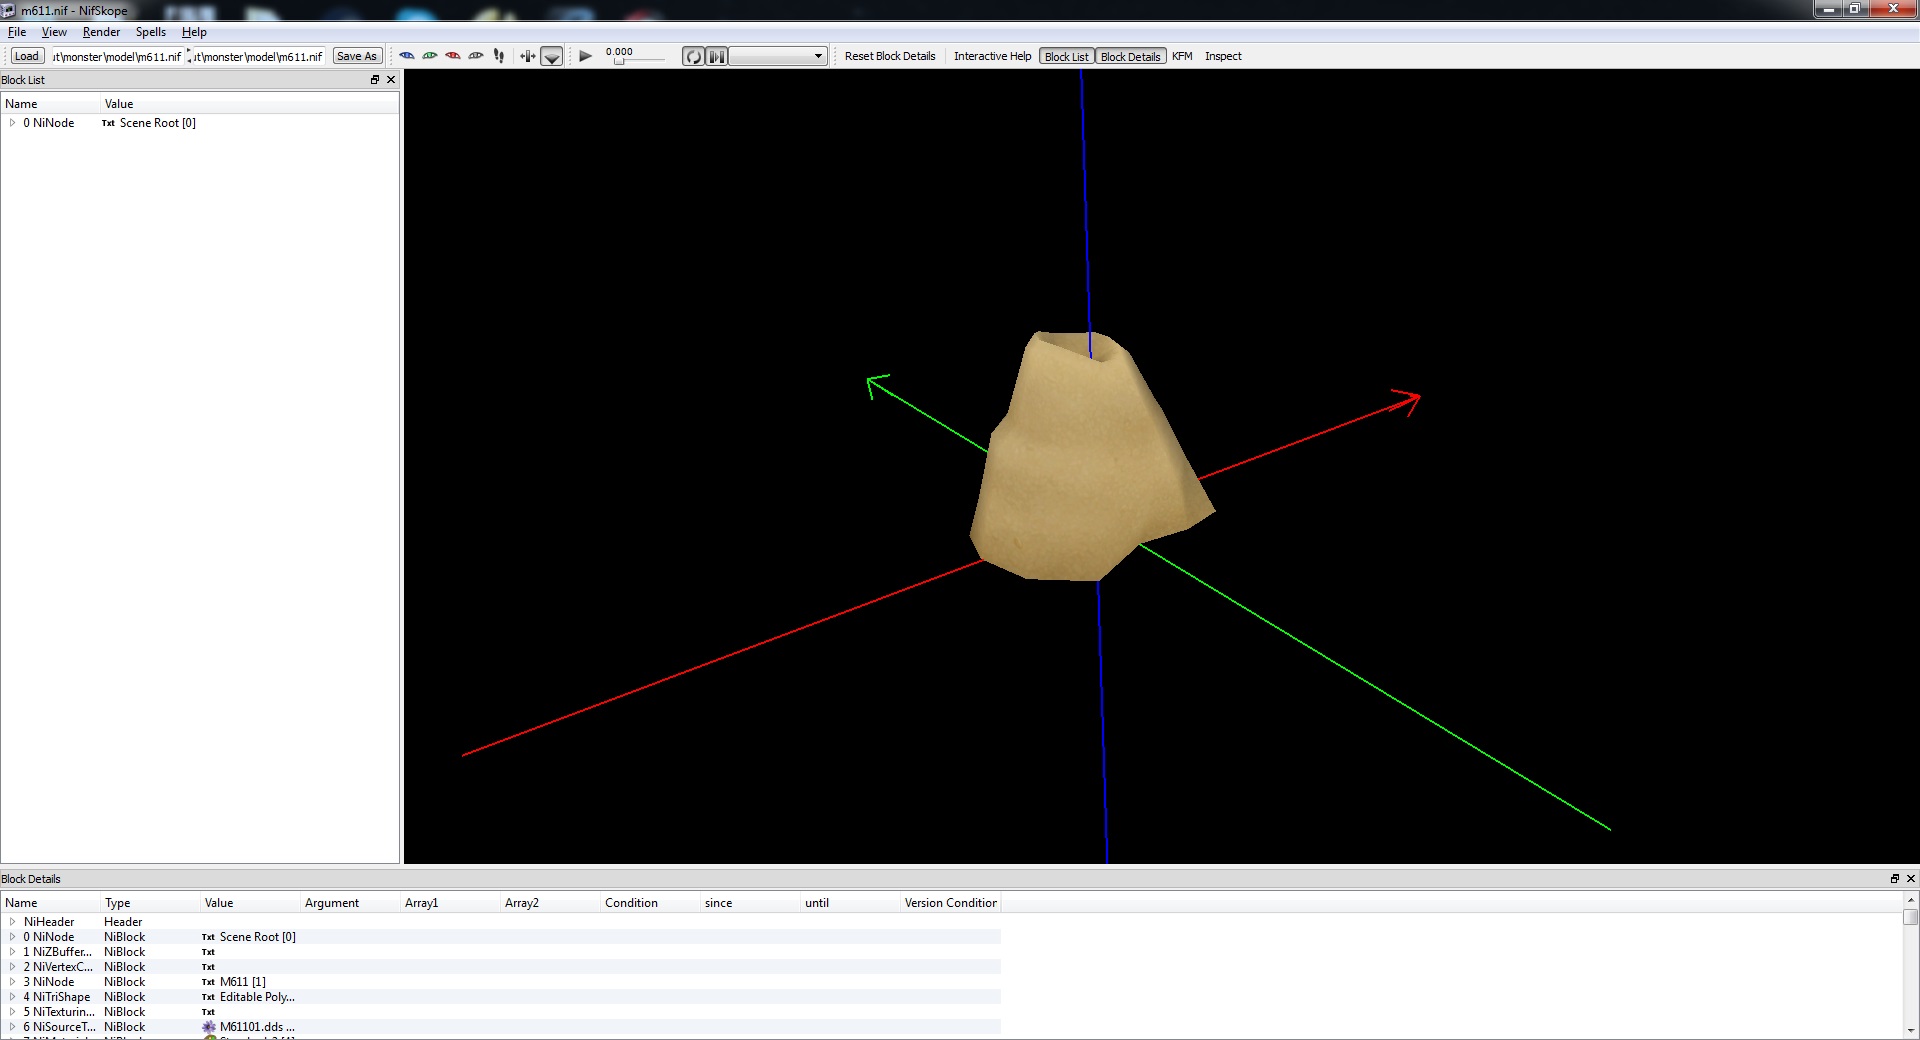 m611.nif - NifSkope
File View Render Spells Help
Load ut\monster\model\m611.nif ut\monster\model\m611.nif Save As 0.000 Reset Block Details Interactive Help Block List Block Details KFM Inspect
Block List
Name Value
0 NiNode Txt Scene Root [0]
Block Details
Name Type Value Argument Array1 Array2 Condition since until Version Condition
NiHeader Header
0 NiNode NiBlock Txt Scene Root [0]
1 NiZBuffer... NiBlock Txt
2 NiVertexC... NiBlock Txt
3 NiNode NiBlock Txt M611 [1]
4 NiTriShape NiBlock Txt Editable Poly...
5 NiTexturin... NiBlock Txt
6 NiSourceT... NiBlock M61101.dds ...